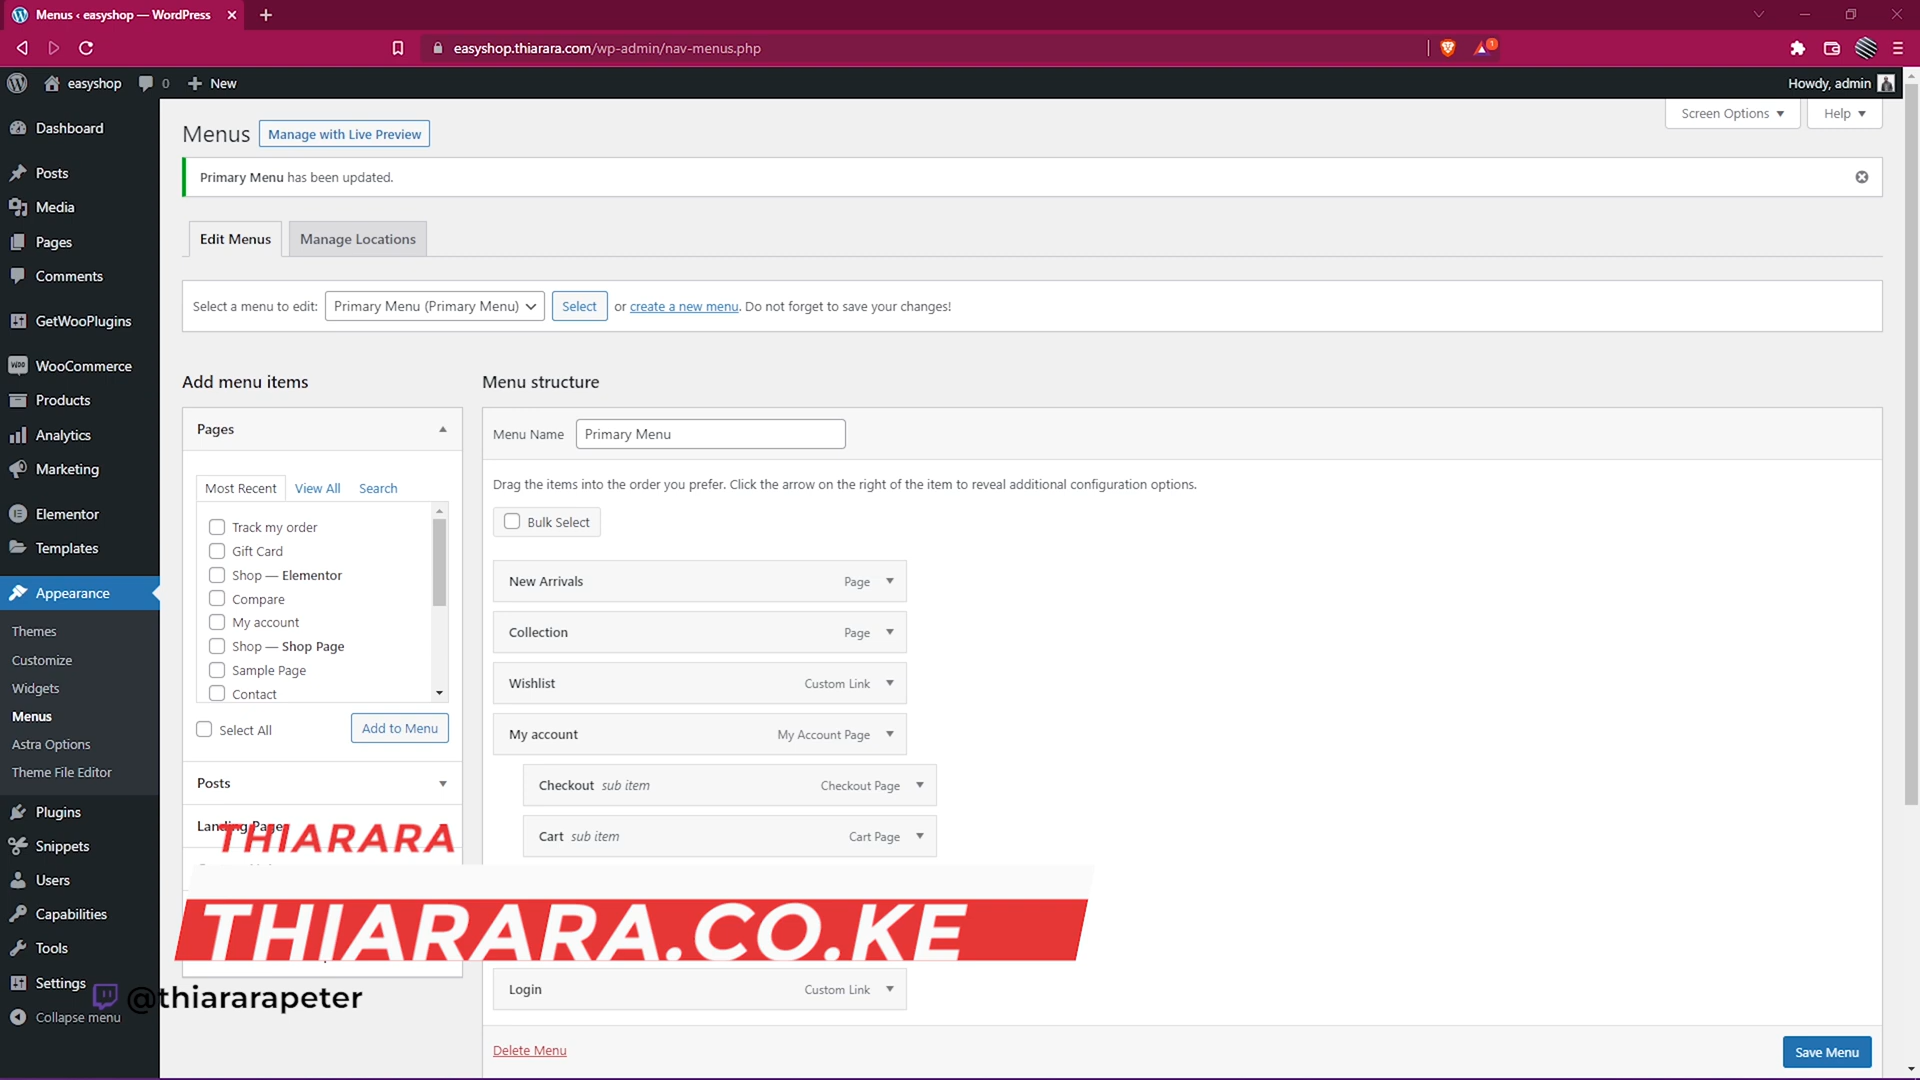 Menus ‹ easyshop — WordPress
easyshop.thiarara.com/wp-admin/nav-menus.php
1
easyshop
0
New
Howdy, admin
Dashboard
Posts
Media
Pages
Comments
GetWooPlugins
WooCommerce
Products
Analytics
Marketing
Elementor
Templates
Appearance
Themes
Customize
Widgets
Menus
Astra Options
Theme File Editor
Plugins
Snippets
Users
Capabilities
Tools
Settings
Collapse menu
Menus
Manage with Live Preview
Screen Options
Help
Primary Menu has been updated.
Edit Menus
Manage Locations
Select a menu to edit: Primary Menu (Primary Menu) Select or create a new menu. Do not forget to save your changes!
Add menu items
Pages
Most Recent View All Search
Track my order
Gift Card
Shop — Elementor
Compare
My account
Shop — Shop Page
Sample Page
Contact
Select All
Add to Menu
Posts
Landing Pages
Menu structure
Menu Name Primary Menu
Drag the items into the order you prefer. Click the arrow on the right of the item to reveal additional configuration options.
Bulk Select
New Arrivals Page
Collection Page
Wishlist Custom Link
My account My Account Page
Checkout sub item Checkout Page
Cart sub item Cart Page
Login Custom Link
Delete Menu
Save Menu
THIARARA
THIARARA.CO.KE
@thiararapeter